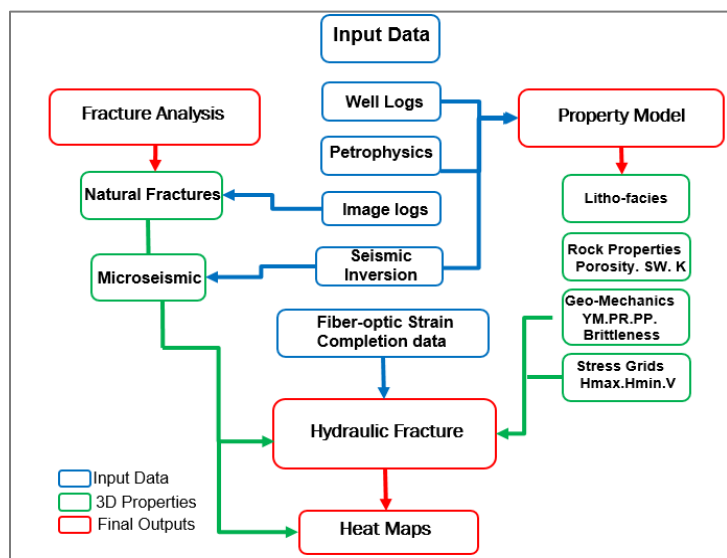 Input Data
Well Logs
Fracture Analysis
Property Model
Petrophysics
Natural Fractures
Litho-facies
Image logs
Rock Properties
Porosity. SW. K
Seismic
Inversion
Microseismic
Geo-Mechanics
YM.PR.PP.
Brittleness
Fiber-optic Strain
Completion data
Stress Grids
Hmax.Hmin.V
Hydraulic Fracture
Input Data
3D Properties
Final Outputs
Heat Maps